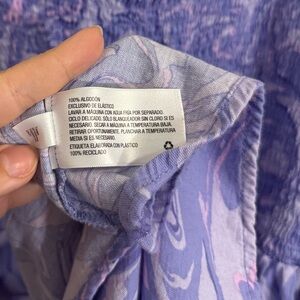 100% ALGODÓN
EXCLUSIVO DE ELÁSTICO
LAVAR A MÁQUINA CON AGUA FRÍA POR SEPARADO.
CICLO DELICADO. SÓLO BLANQUEADOR SIN CLORO SI ES
NECESARIO. SECAR A MÁQUINA A TEMPERATURA BAJA.
RETIRAR OPORTUNAMENTE. PLANCHAR A TEMPERATURA
MEDIA SI ES NECESARIO.
ETIQUETA ELABORADA CON PLÁSTICO
100% RECICLADO